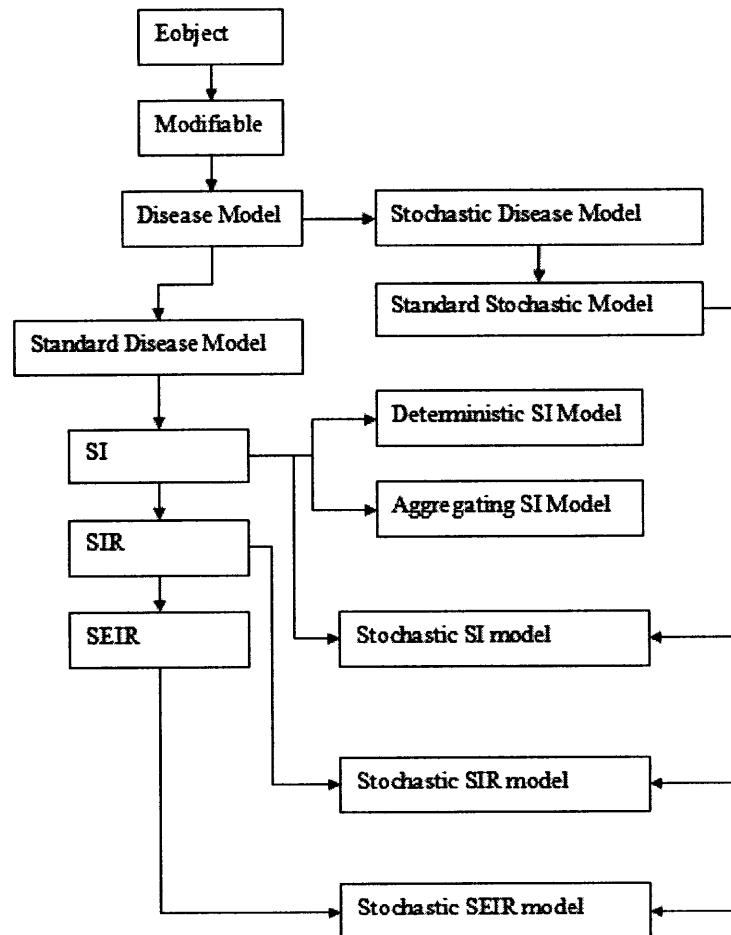 Eobject
Modifiable
Disease Model
Stochastic Disease Model
Standard Stochastic Model
Standard Disease Model
Deterministic SI Model
SI
Aggregating SI Model
SIR
SEIR
Stochastic SI model
Stochastic SIR model
Stochastic SEIR model